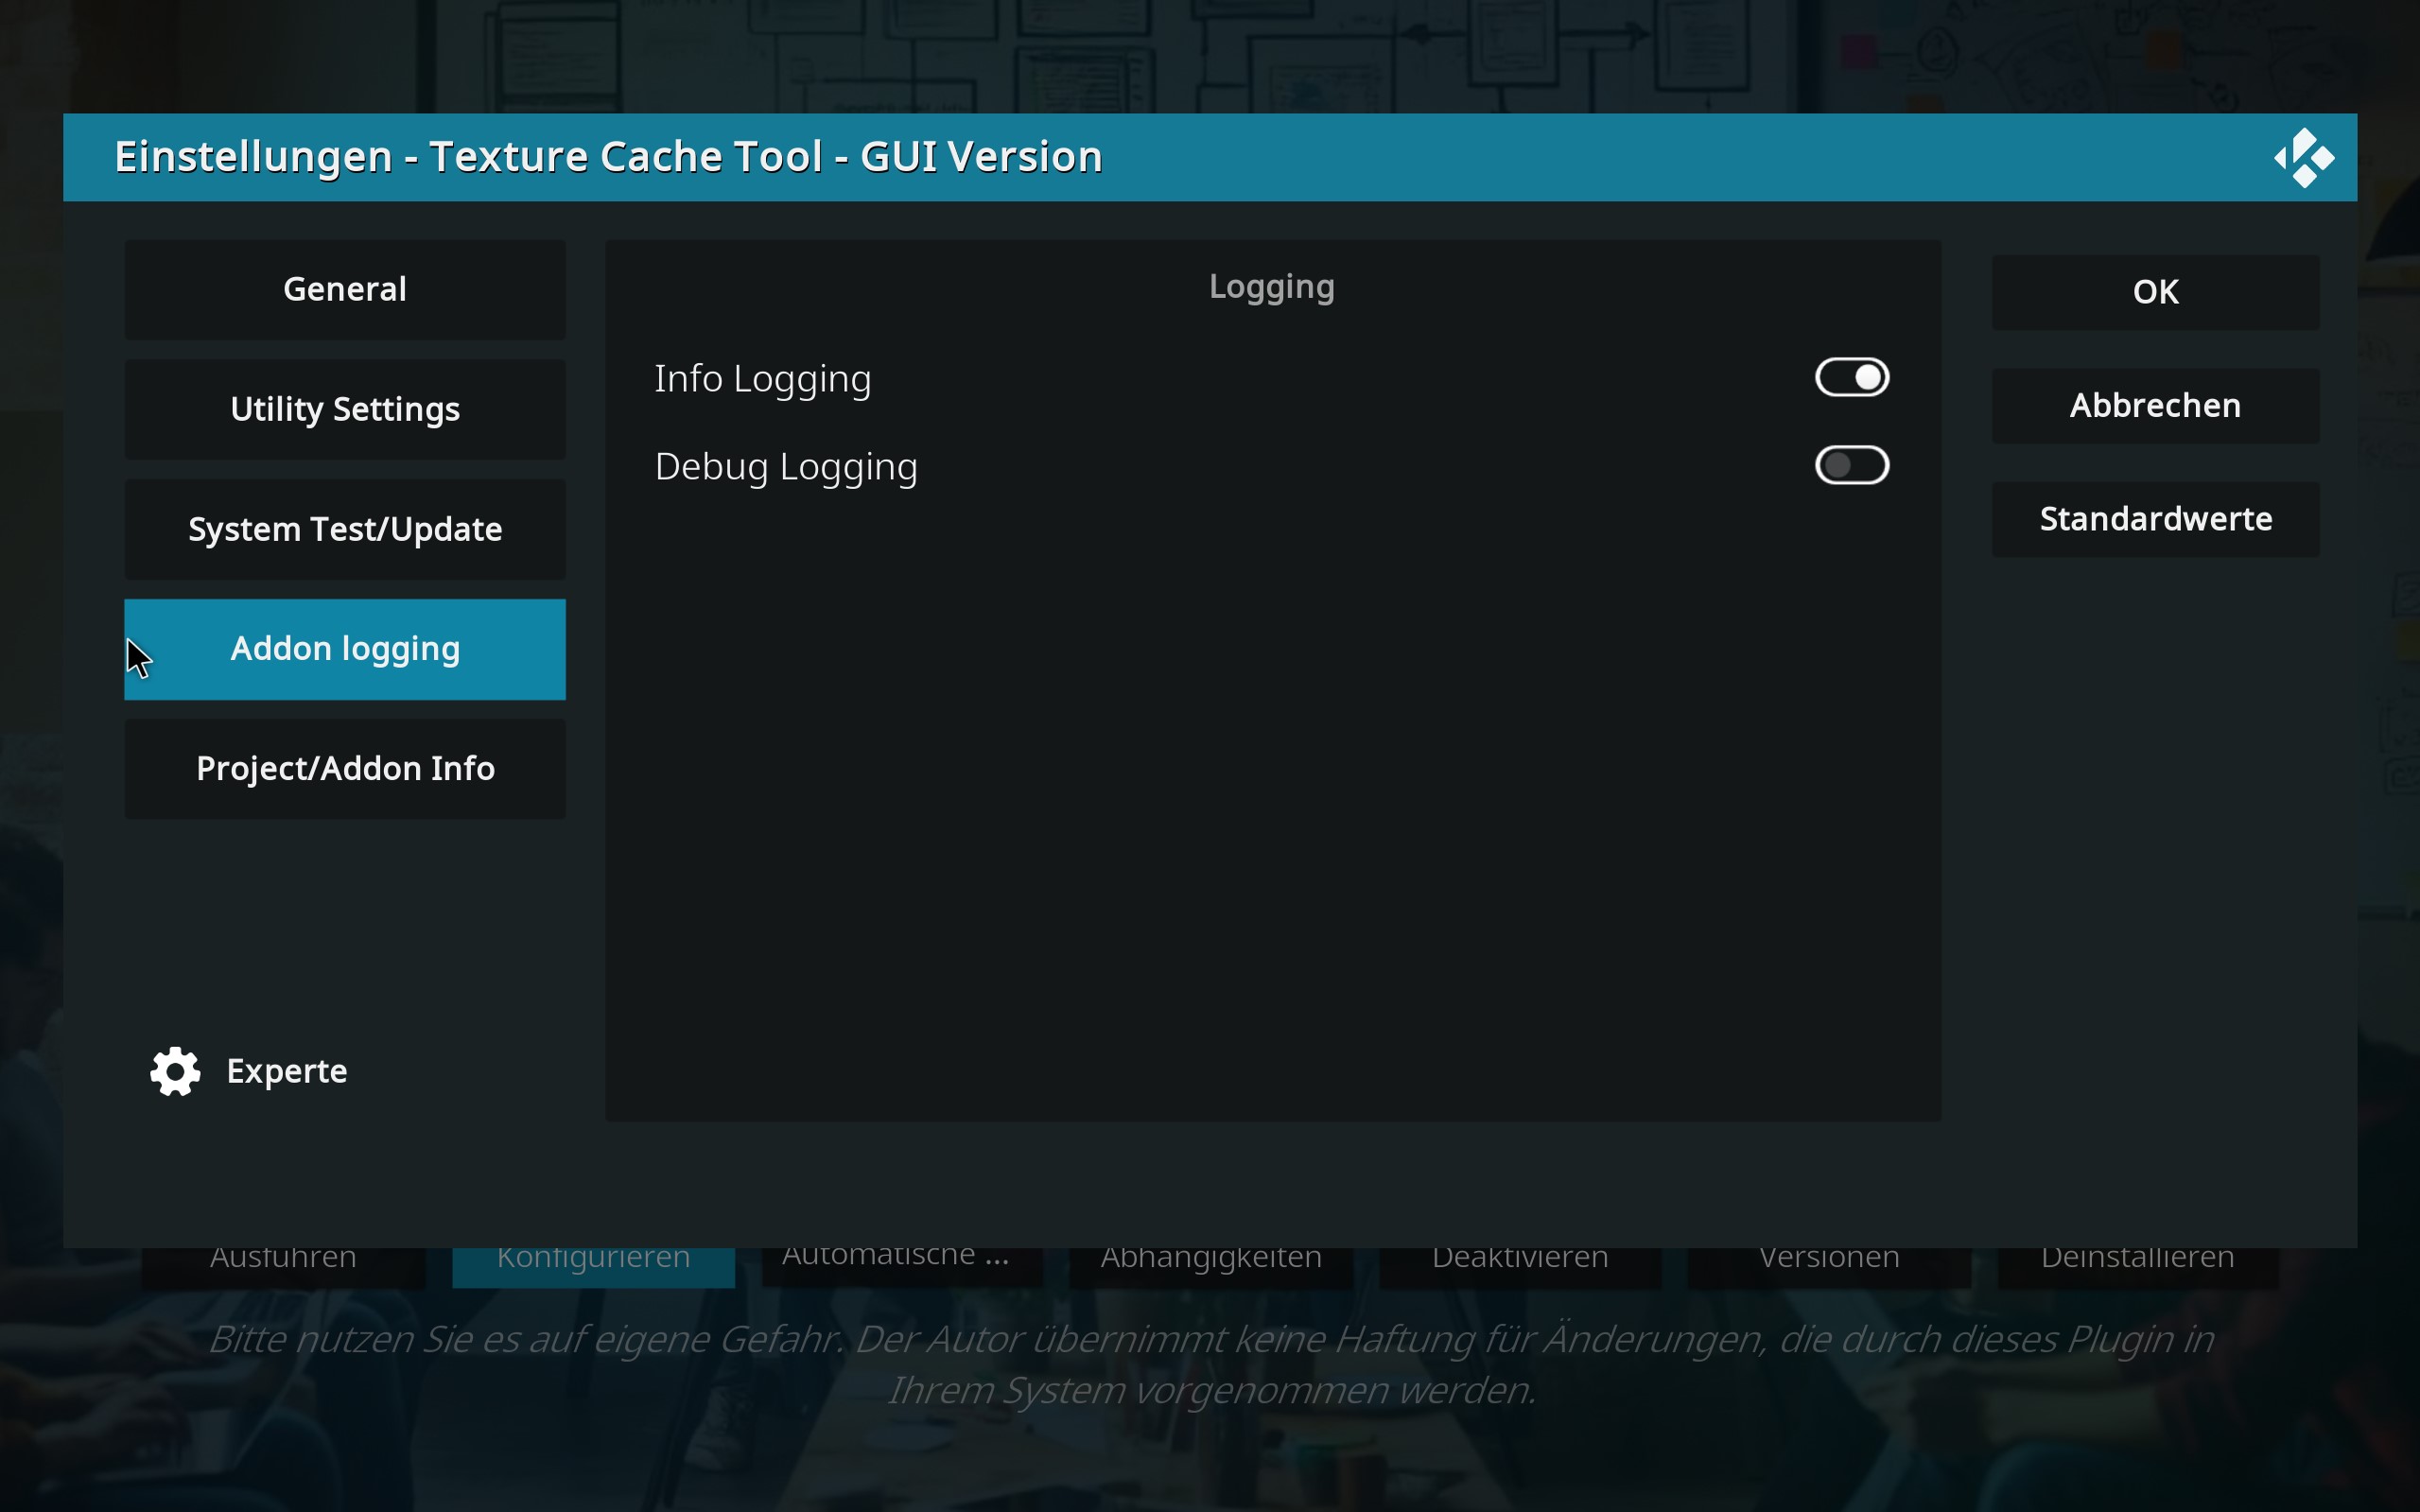 Einstellungen - Texture Cache Tool - GUI Version
General
Utility Settings
System Test/Update
Addon logging
Project/Addon Info
Experte
Logging
Info Logging
Debug Logging
OK
Abbrechen
Standardwerte
Ausführen
Konfigurieren
Automatische ...
Abhängigkeiten
Deaktivieren
Versionen
Deinstallieren
Bitte nutzen Sie es auf eigene Gefahr. Der Autor übernimmt keine Haftung für Änderungen, die durch dieses Plugin in
Ihrem System vorgenommen werden.